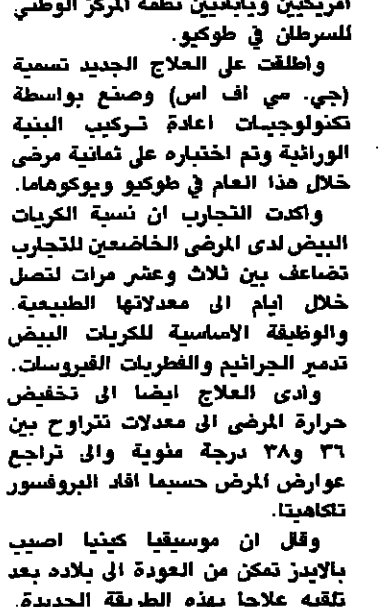 امريكيين ويابانيين نظمه المركز الوطني
للسرطان في طوكيو.
واطلقت على العلاج الجديد تسمية
(جي. سي اف اس) وصنع بواسطة
تكنولوجيات اعادة تركيب البنية
الوراثية وتم اختباره على ثمانية مرضى
خلال هذا العام في طوكيو ويوكوهاما.
واكدت التجارب ان نسبة الكريات
البيض لدى المرضى الخاضعين للتجارب
تضاعف بين ثلاث وعشر مرات لتصل
خلال ايام الى معدلاتها الطبيعية.
والوظيفة الأساسية للكريات البيض
تدمير الجراثيم والفطريات الفيروسات.
وادى العلاج ايضا الى تخفيض
حرارة المرضى الى معدلات تتراوح بين
٣٦ و٣٨ درجة مئوية والى تراجع
عوارض المرض حسبما افاد البروفسور
تاكاهيتا.
وقال ان موسيقيا كينيا اصيب
بالايدز تمكن من العودة الى بلاده بعد
تلقيه علاجا بهذه الطريقة الجديدة.